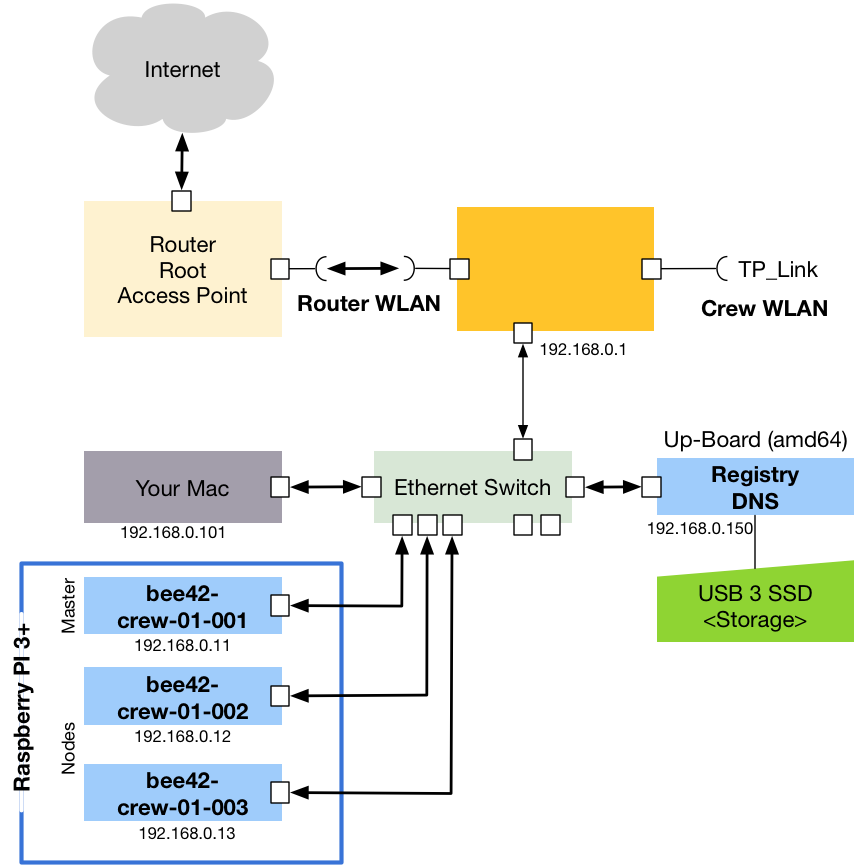 Internet
Router
Root
Access Point
Router WLAN
TP_Link
Crew WLAN
192.168.0.1
Up-Board (amd64)
Your Mac
Ethernet Switch
Registry
DNS
192.168.0.101
192.168.0.150
USB 3 SSD
<Storage>
Raspberry PI 3+
Master
bee42-
crew-01-001
192.168.0.11
Nodes
bee42-
crew-01-002
192.168.0.12
bee42-
crew-01-003
192.168.0.13